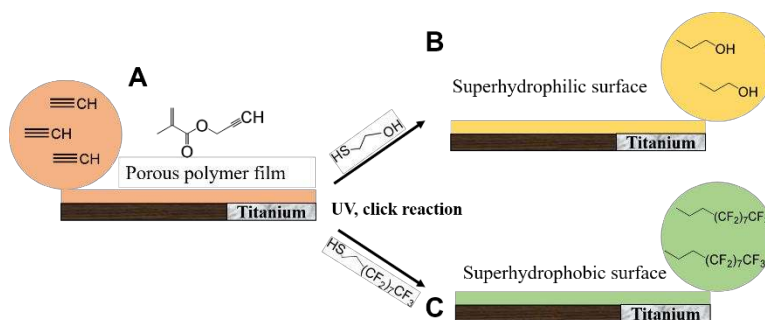 A
CH
CH
CH
O
O
CH
Porous polymer film
Titanium
HS OH
UV, click reaction
HS (CF₂)₇CF₃
B
Superhydrophilic surface
OH
OH
Titanium
C
Superhydrophobic surface
(CF₂)₇CF
(CF₂)₇CF₃
Titanium